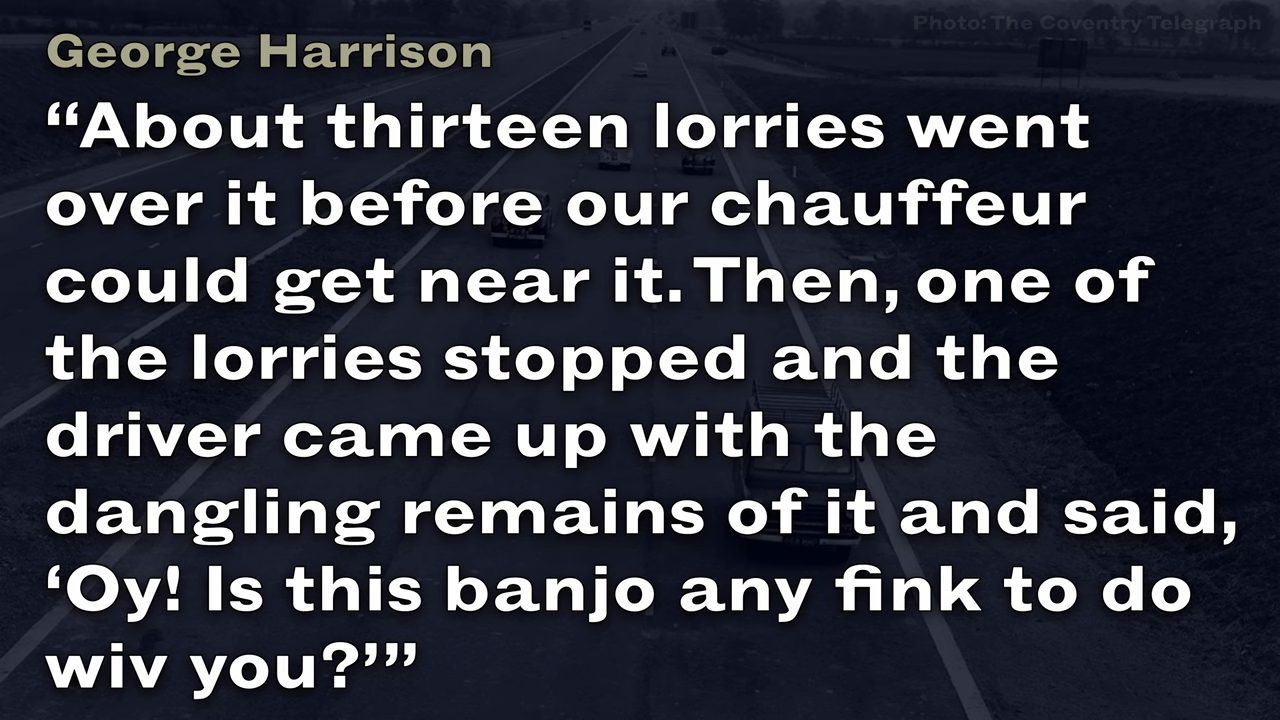 Photo: The Coventry Telegraph
George Harrison
“About thirteen lorries went
over it before our chauffeur
could get near it. Then, one of
the lorries stopped and the
driver came up with the
dangling remains of it and said,
‘Oy! Is this banjo any fink to do
wiv you?’”